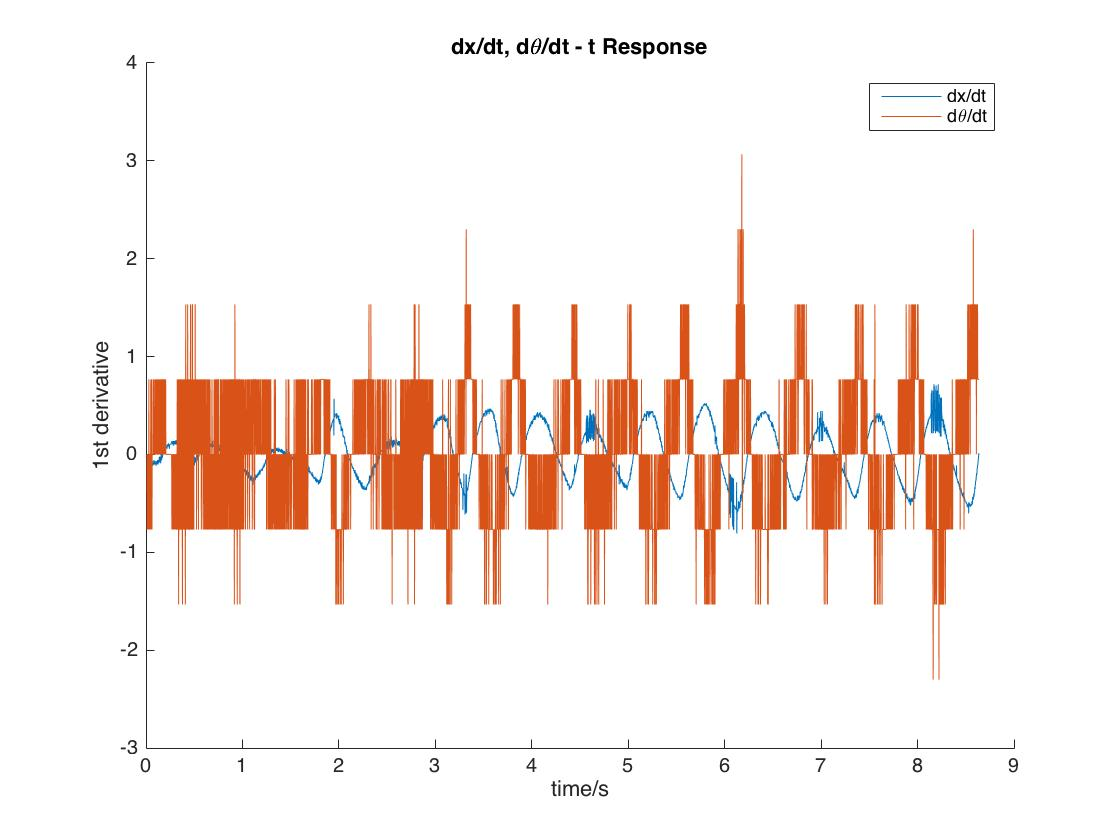 dx/dt, dθ/dt - t Response
dx/dt
dθ/dt
4
3
2
1
0
-1
-2
-3
1st derivative
0 1 2 3 4 5 6 7 8 9
time/s